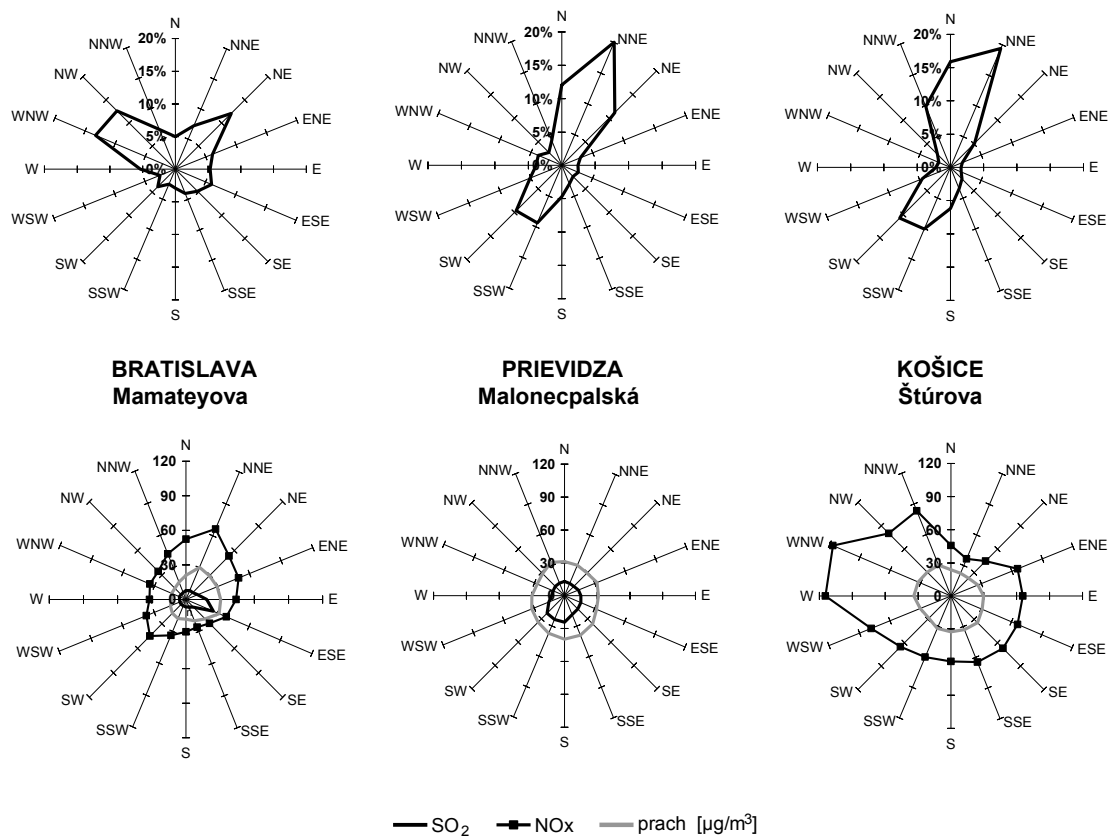 N
20%
NNW
NNE
15%
NW
NE
10%
WNW
ENE
5%
W
0%
E
WSW
ESE
SW
SE
SSW
SSE
S
N
20%
NNW
NNE
15%
NW
NE
10%
WNW
ENE
5%
W
0%
E
WSW
ESE
SW
SE
SSW
SSE
S
N
20%
NNW
NNE
15%
NW
NE
10%
WNW
ENE
5%
W
0%
E
WSW
ESE
SW
SE
SSW
SSE
S
BRATISLAVA
Mamateyova
PRIEVIDZA
Malonecpalská
KOŠICE
Štúrova
N
120
NNW
NNE
90
NW
NE
60
WNW
ENE
30
W
0
E
WSW
ESE
SW
SE
SSW
SSE
S
N
120
NNW
NNE
90
NW
NE
60
WNW
ENE
30
W
0
E
WSW
ESE
SW
SE
SSW
SSE
S
N
120
NNW
NNE
90
NW
NE
60
WNW
ENE
30
W
0
E
WSW
ESE
SW
SE
SSW
SSE
S
SO₂ NOx prach [µg/m³]